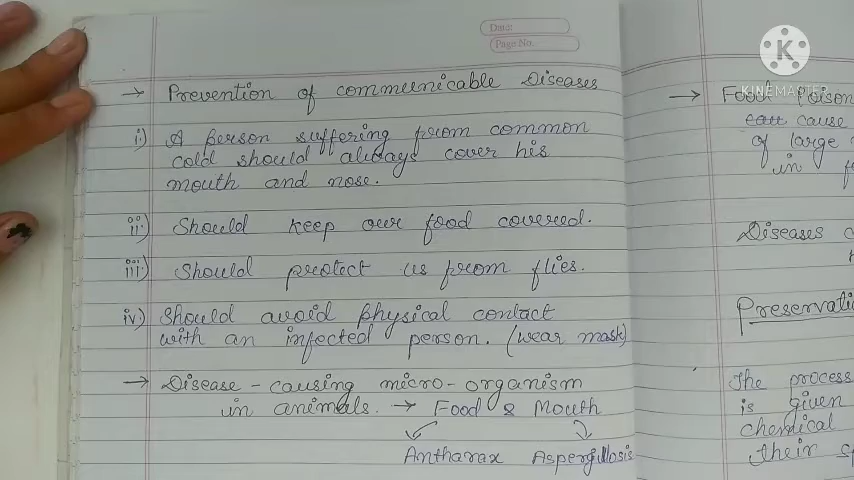 Date:
Page No.
K
KINEMASTER
→ Prevention of communicable Diseases
i) A person suffering from common
cold should always cover his
mouth and nose.
ii) Should keep our food covered.
iii) Should protect us from flies.
iv) Should avoid physical contact
with an infected person. (wear mask)
→ Disease-causing micro-organism
in animals. → Food & Mouth
Antharax Aspergillosis
→ Food Poison
cause
of large
in
Diseases
Preservati
The process
is given
chemical
their